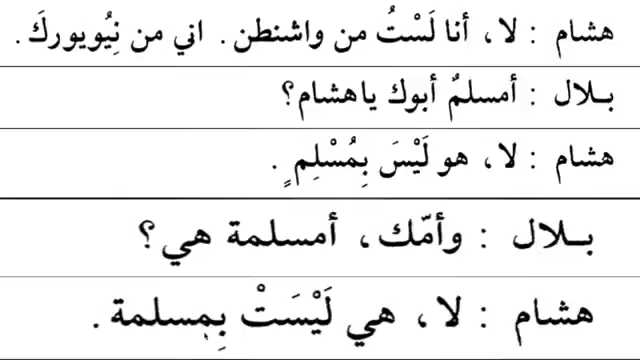 هشام : لا، أنا لَسْتُ من واشنطن. اني من نِيُويوركَ.
بلال : أمسلمٌ أبوك ياهشام؟
هشام : لا، هو لَيْسَ بِمُسْلِمٍ.
بلال : وأمّك، أمسلمة هي؟
هشام : لا، هي لَيْسَتْ بِمسلمة.